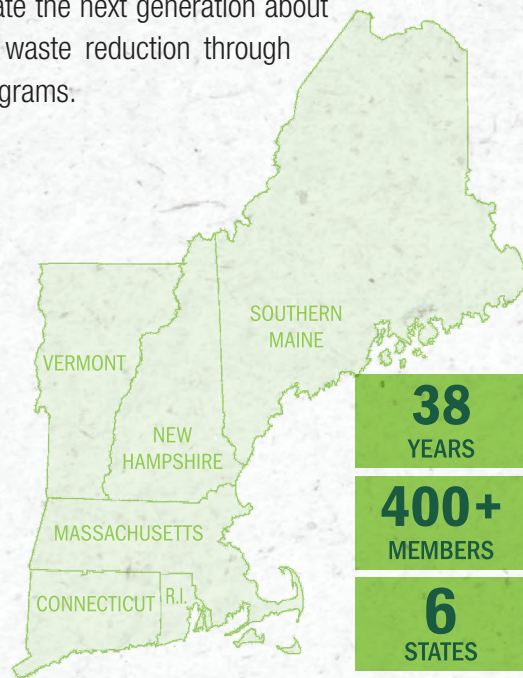 ate the next generation about
waste reduction through
grams.
SOUTHERN
MAINE
VERMONT
NEW
HAMPSHIRE
MASSACHUSETTS
CONNECTICUT
R.I.
38
YEARS
400+
MEMBERS
6
STATES